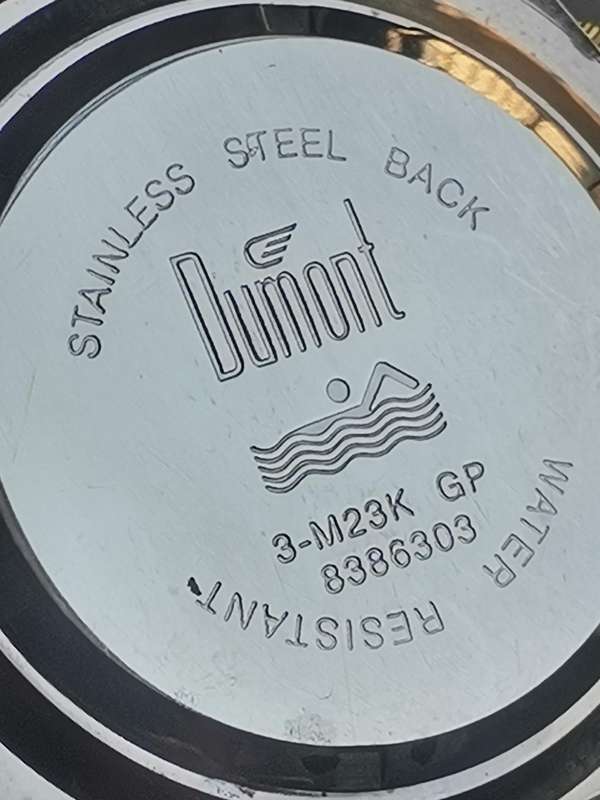 STAINLESS STEEL BACK
Dumont
3-M23K GP
8386303
WATER RESISTANT